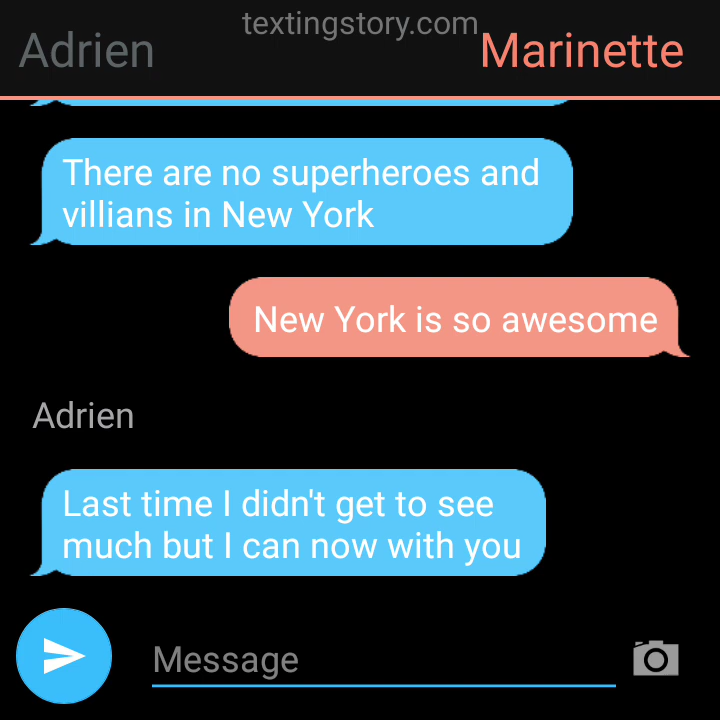 textingstory.com
Adrien
Marinette
There are no superheroes and
villians in New York
New York is so awesome
Adrien
Last time I didn't get to see
much but I can now with you
Message